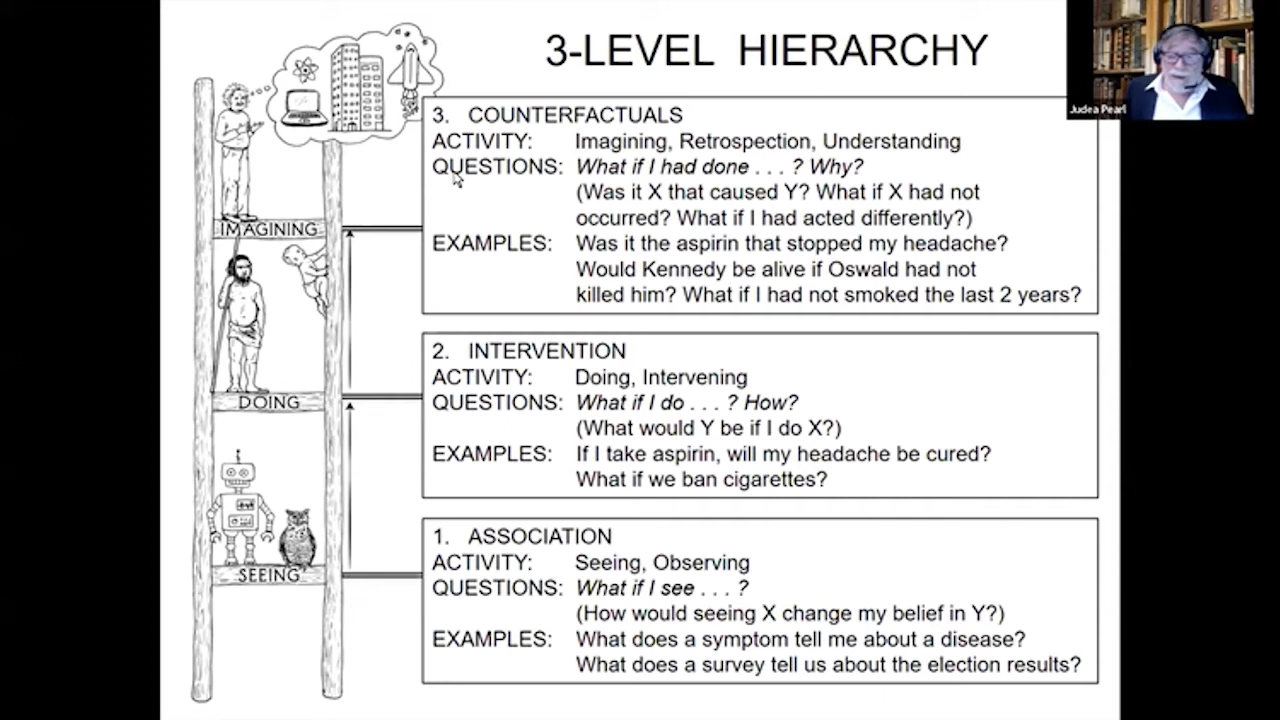 3-LEVEL HIERARCHY
Judea Pearl
3. COUNTERFACTUALS
ACTIVITY: Imagining, Retrospection, Understanding
QUESTIONS: What if I had done . . . ? Why?
(Was it X that caused Y? What if X had not
occurred? What if I had acted differently?)
EXAMPLES: Was it the aspirin that stopped my headache?
Would Kennedy be alive if Oswald had not
killed him? What if I had not smoked the last 2 years?
IMAGINING
2. INTERVENTION
ACTIVITY: Doing, Intervening
QUESTIONS: What if I do . . . ? How?
(What would Y be if I do X?)
EXAMPLES: If I take aspirin, will my headache be cured?
What if we ban cigarettes?
DOING
1. ASSOCIATION
ACTIVITY: Seeing, Observing
QUESTIONS: What if I see . . . ?
(How would seeing X change my belief in Y?)
EXAMPLES: What does a symptom tell me about a disease?
What does a survey tell us about the election results?
SEEING